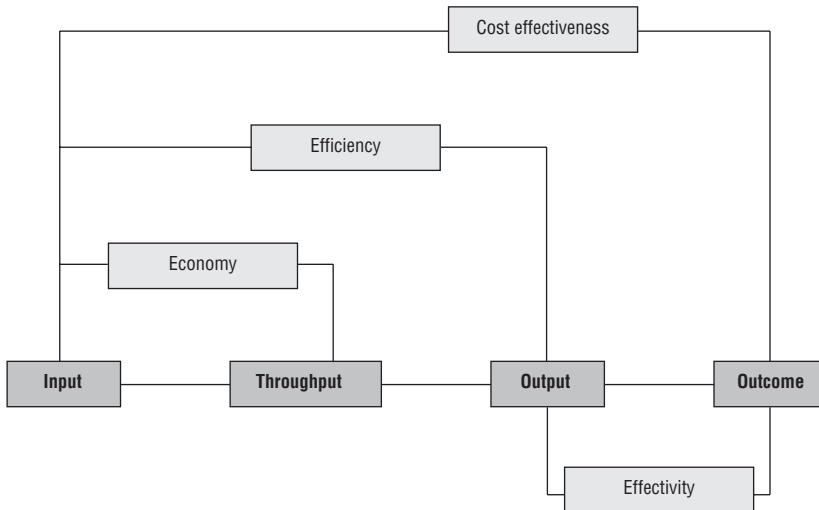 Cost effectiveness
Efficiency
Economy
Input
Throughput
Output
Outcome
Effectivity